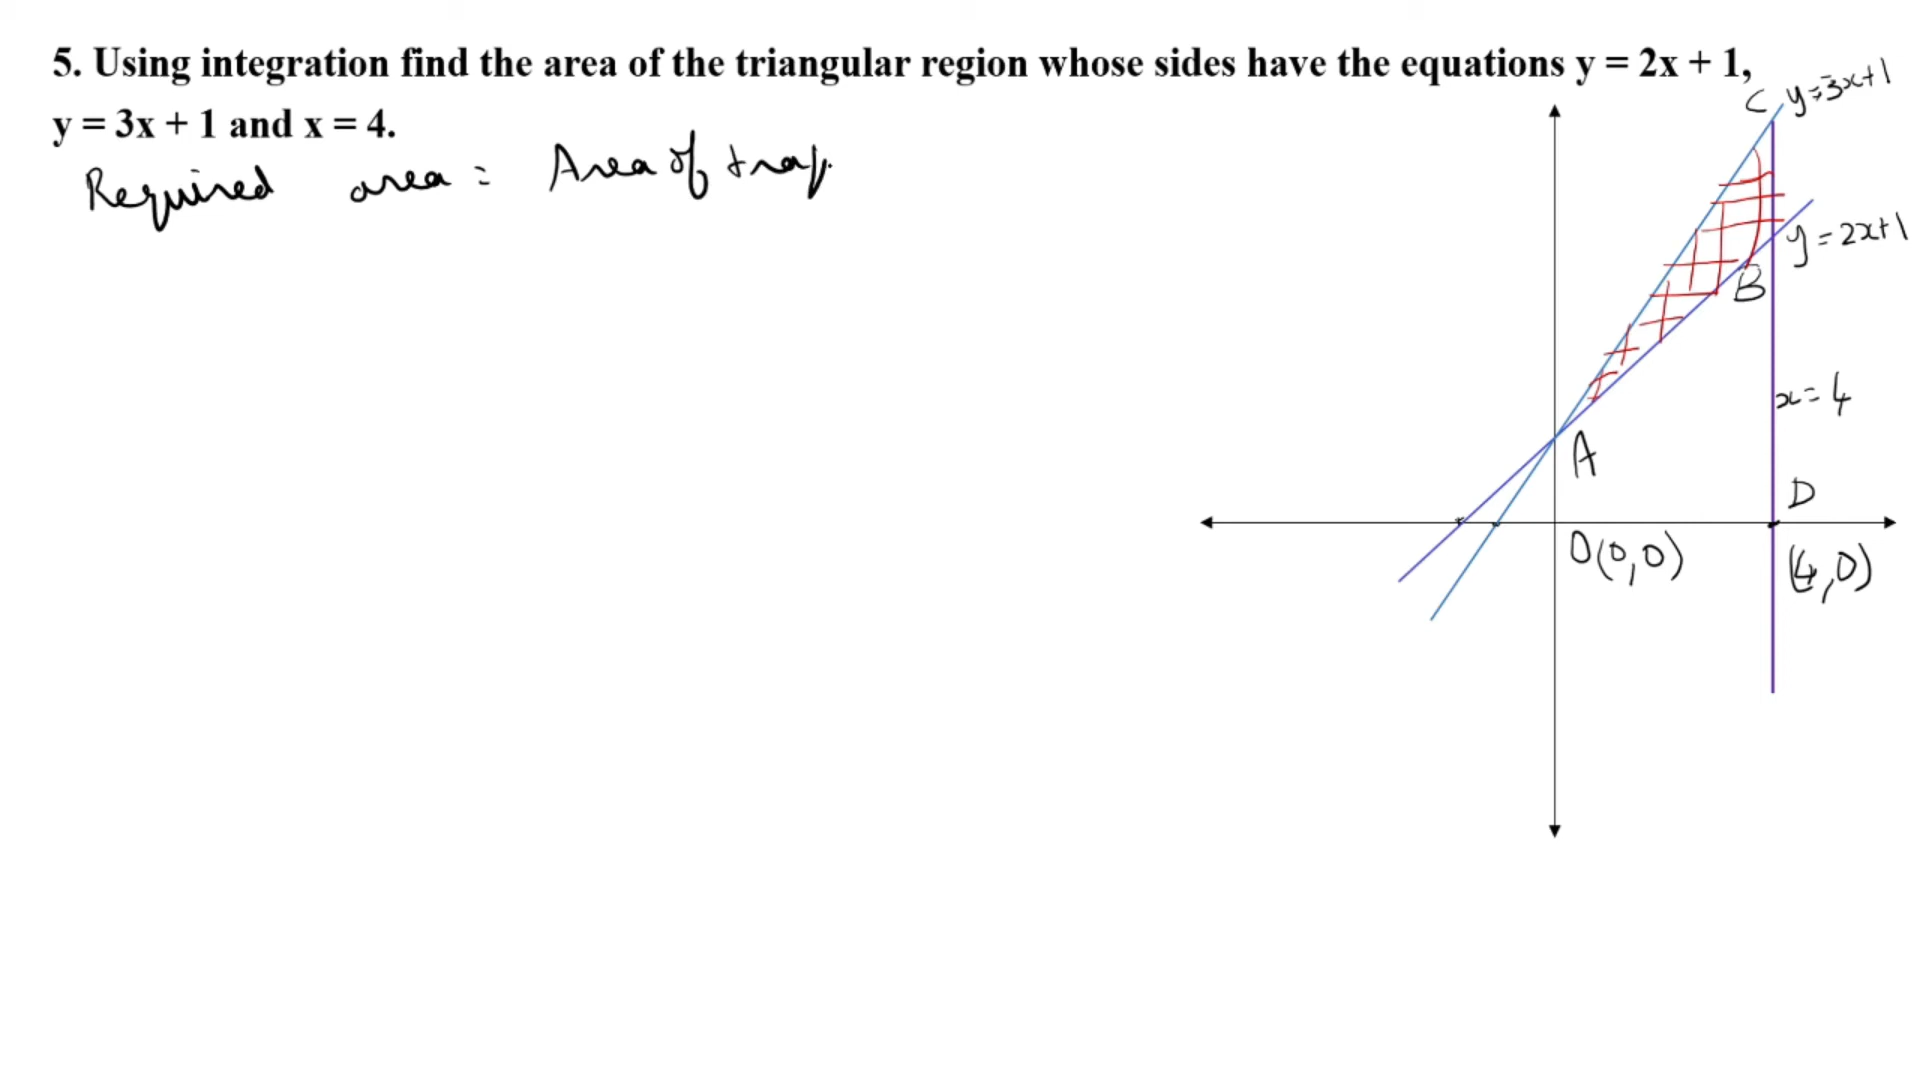 5. Using integration find the area of the triangular region whose sides have the equations y = 2x + 1,
y = 3x + 1 and x = 4.
Required area = Area of trap.
C y=3x+1
y=2x+1
B
x=4
A
D
O(0,0)
(4,0)